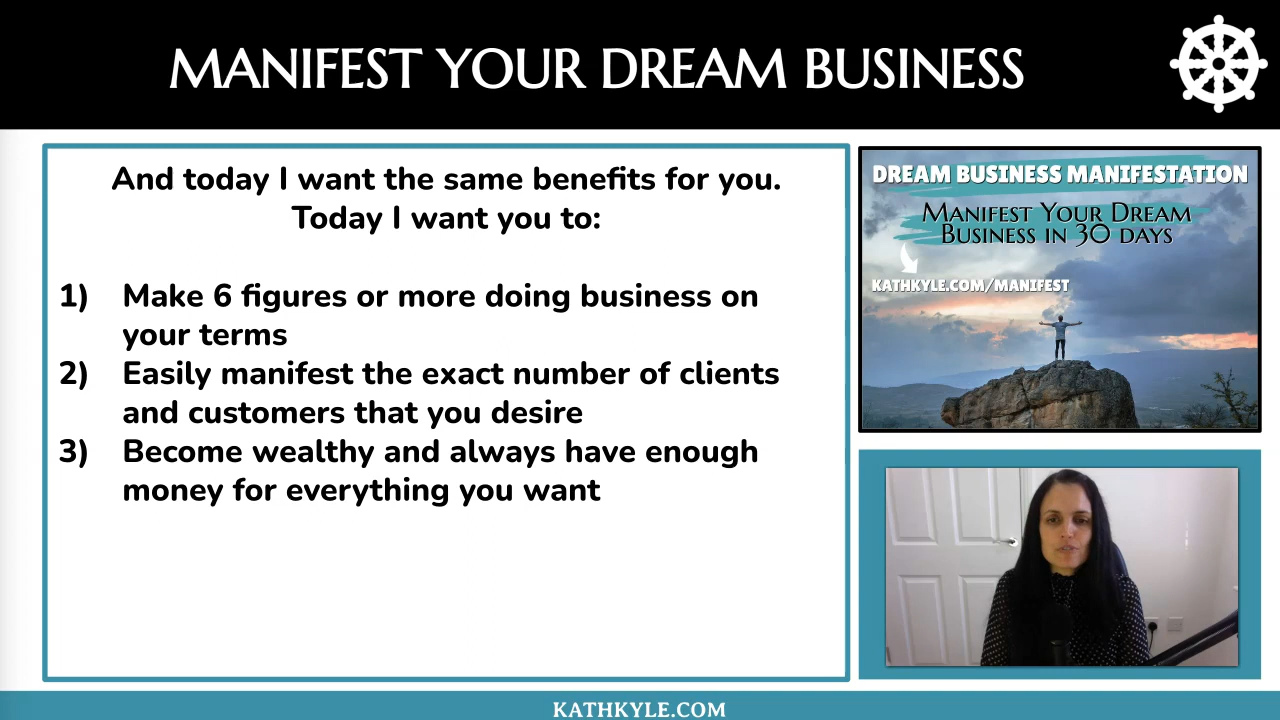 MANIFEST YOUR DREAM BUSINESS
And today I want the same benefits for you.
Today I want you to:
1) Make 6 figures or more doing business on
your terms
2) Easily manifest the exact number of clients
and customers that you desire
3) Become wealthy and always have enough
money for everything you want
DREAM BUSINESS MANIFESTATION
MANIFEST YOUR DREAM
BUSINESS IN 30 DAYS
KATHKYLE.COM/MANIFEST
KATHKYLE.COM